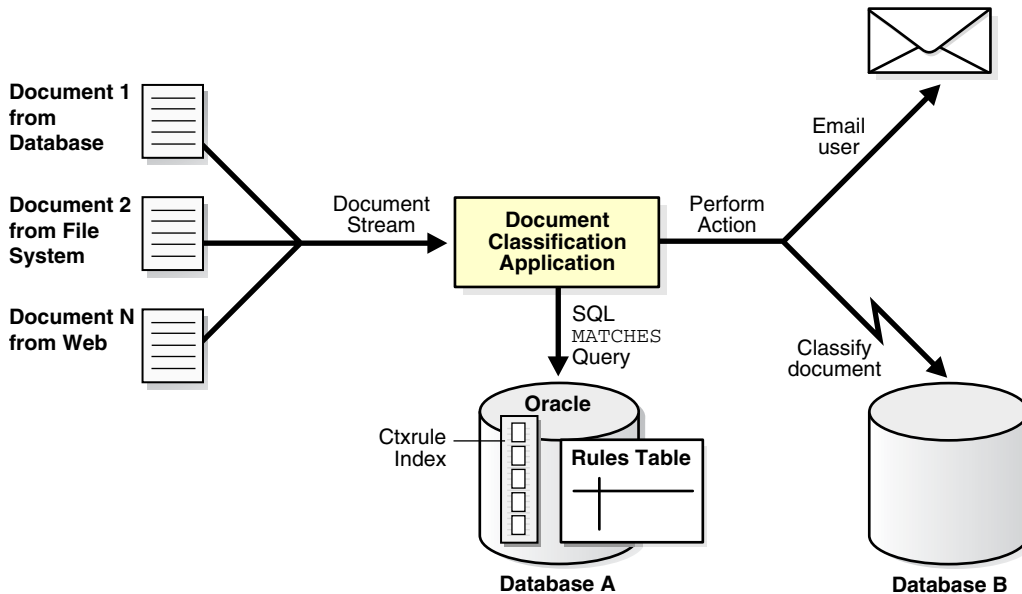 Document 1
from
Database
Document 2
from File
System
Document N
from Web
Document
Stream
Document
Classification
Application
Perform
Action
Email
user
Classify
document
SQL
MATCHES
Query
Oracle
Ctxrule
Index
Rules Table
Database A
Database B